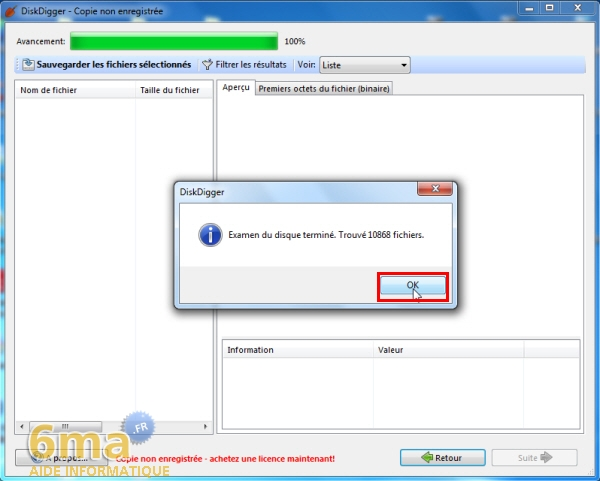 DiskDigger - Copie non enregistrée
Avancement: 100%
Sauvegarder les fichiers sélectionnés Filtrer les résultats Voir: Liste
Nom de fichier Taille du fichier
Aperçu Premiers octets du fichier (binaire)
DiskDigger
Examen du disque terminé. Trouvé 10868 fichiers.
OK
Information Valeur
6ma .FR
AIDE INFORMATIQUE
À propos... Copie non enregistrée - achetez une licence maintenant! Retour Suite